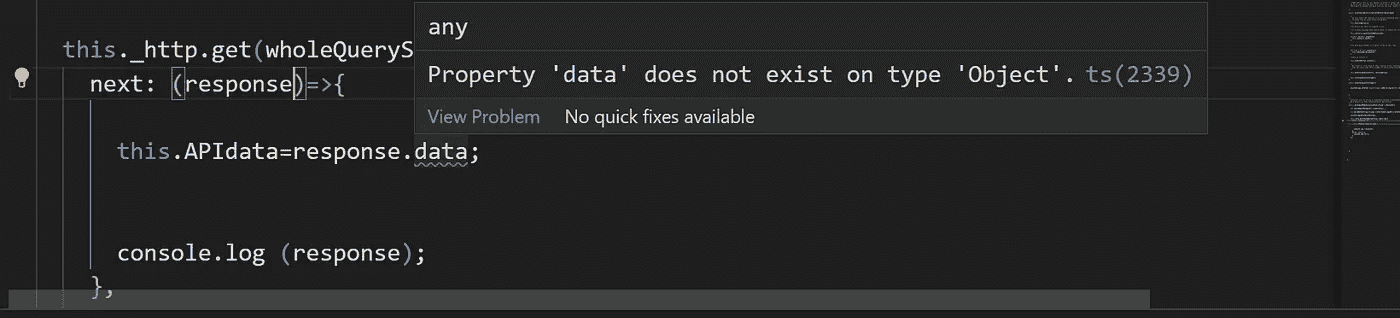 any
this._http.get(wholeQueryS
Property 'data' does not exist on type 'Object'. ts(2339)
next: (response)=>{
View Problem No quick fixes available
this.APIdata=response.data;
console.log (response);
},